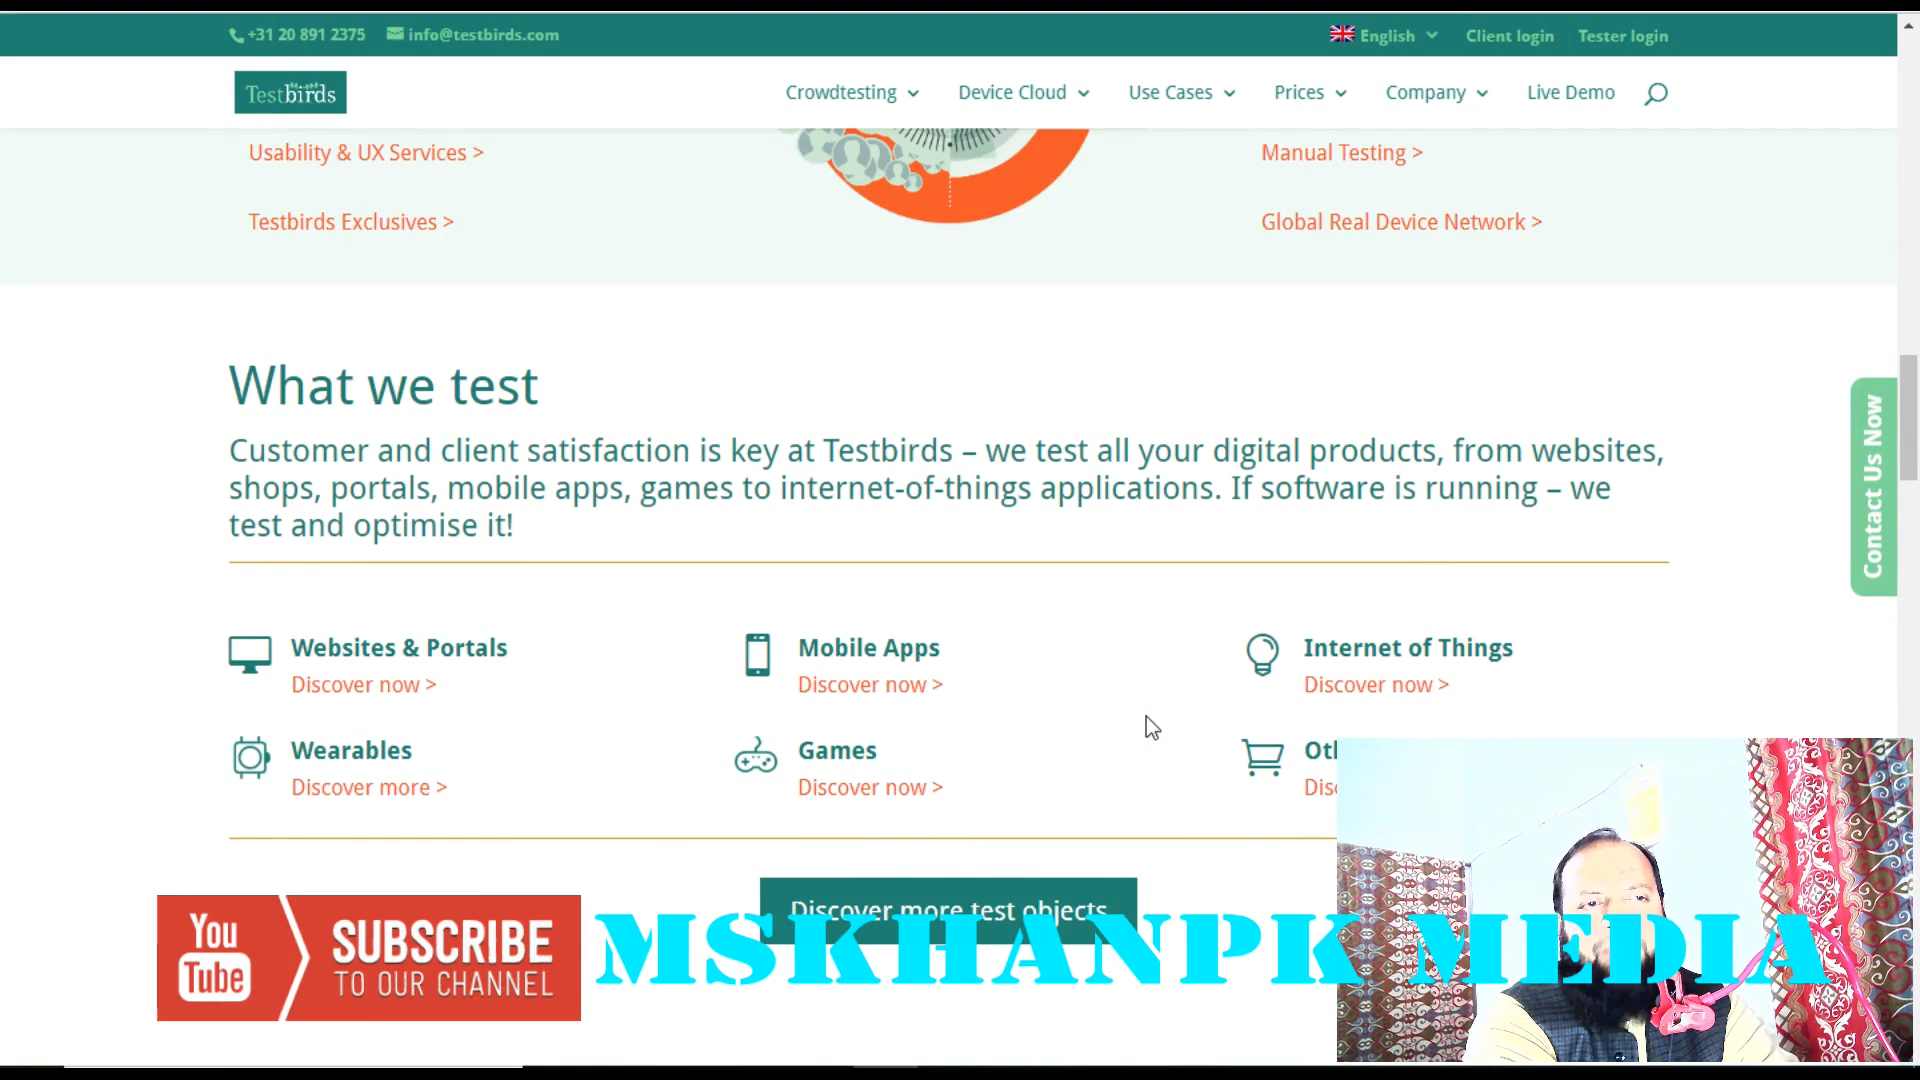 +31 20 891 2375 info@testbirds.com English Client login Tester login
Testbirds Crowdtesting Device Cloud Use Cases Prices Company Live Demo
Usability & UX Services > Manual Testing >
Testbirds Exclusives > Global Real Device Network >
What we test
Customer and client satisfaction is key at Testbirds – we test all your digital products, from websites,
shops, portals, mobile apps, games to internet-of-things applications. If software is running – we
test and optimise it!
Contact Us Now
Websites & Portals Mobile Apps Internet of Things
Discover now > Discover now > Discover now >
Wearables Games
Discover more > Discover now >
Discover more test objects
You Tube SUBSCRIBE TO OUR CHANNEL
MSKHANPK MEDIA